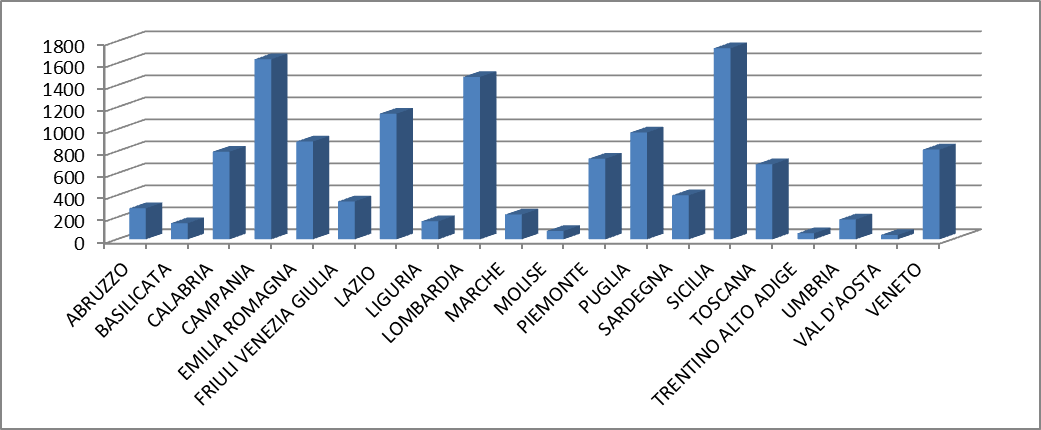 1800
1600
1400
1200
1000
800
600
400
200
0
ABRUZZO
BASILICATA
CALABRIA
CAMPANIA
EMILIA ROMAGNA
FRIULI VENEZIA GIULIA
LAZIO
LIGURIA
LOMBARDIA
MARCHE
MOLISE
PIEMONTE
PUGLIA
SARDEGNA
SICILIA
TOSCANA
TRENTINO ALTO ADIGE
UMBRIA
VAL D'AOSTA
VENETO